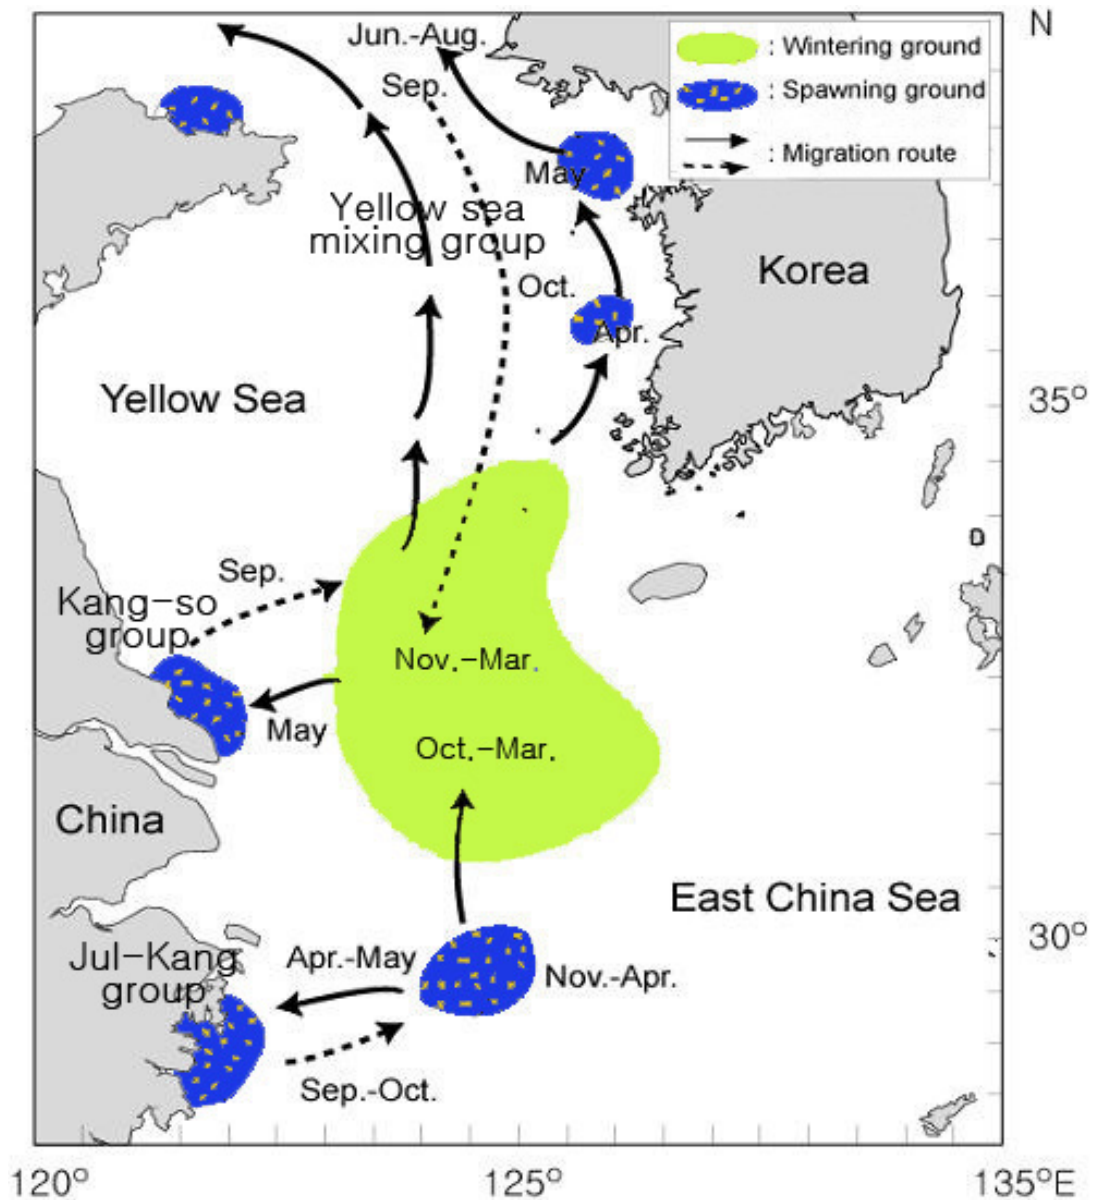 N
Jun.-Aug.
: Wintering ground
Sep.
: Spawning ground
: Migration route
May
Yellow sea
mixing group
Korea
Oct.
Apr.
Yellow Sea
35°
Sep.
Kang-so
group
Nov.-Mar.
May
Oct.-Mar.
China
East China Sea
30°
Jul-Kang
group
Apr.-May
Nov.-Apr.
Sep.-Oct.
120°
125°
135°E